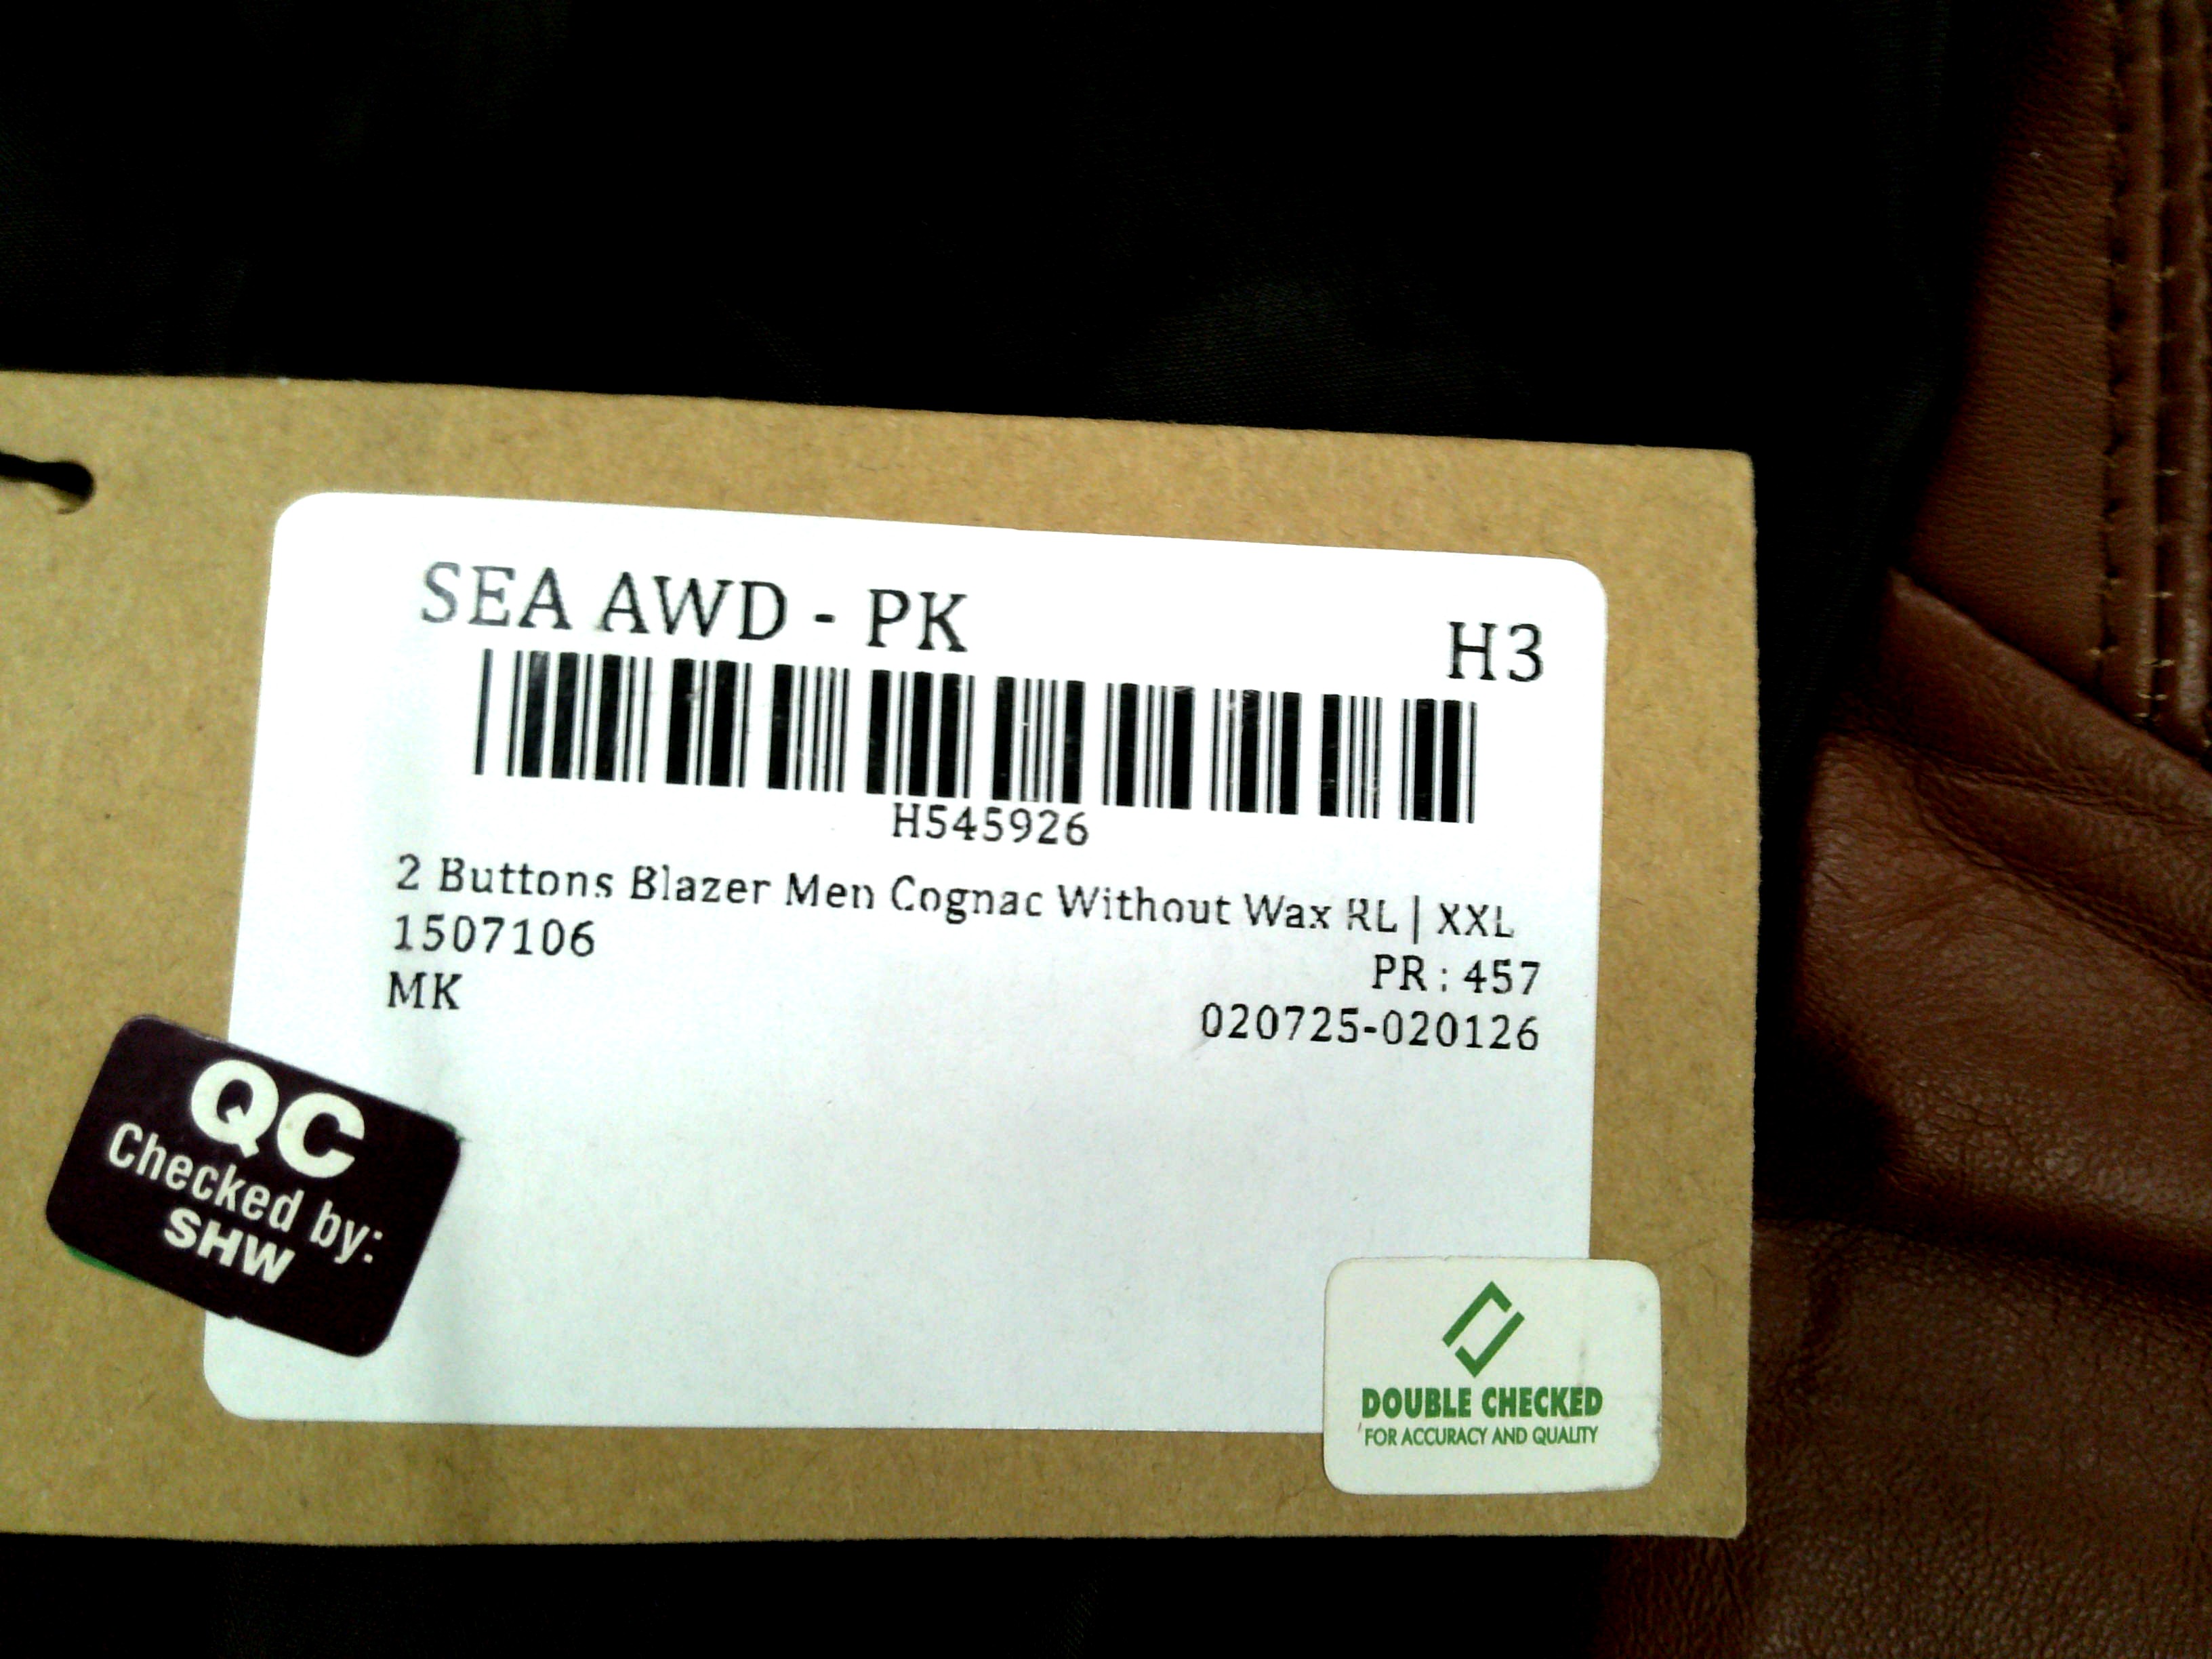 SEA AWD - PK
H3
H545926
2 Buttons Blazer Men Cognac Without Wax RL | XXL
1507106
PR : 457
MK
020725-020126
QC
Checked by:
SHW
DOUBLE CHECKED
FOR ACCURACY AND QUALITY